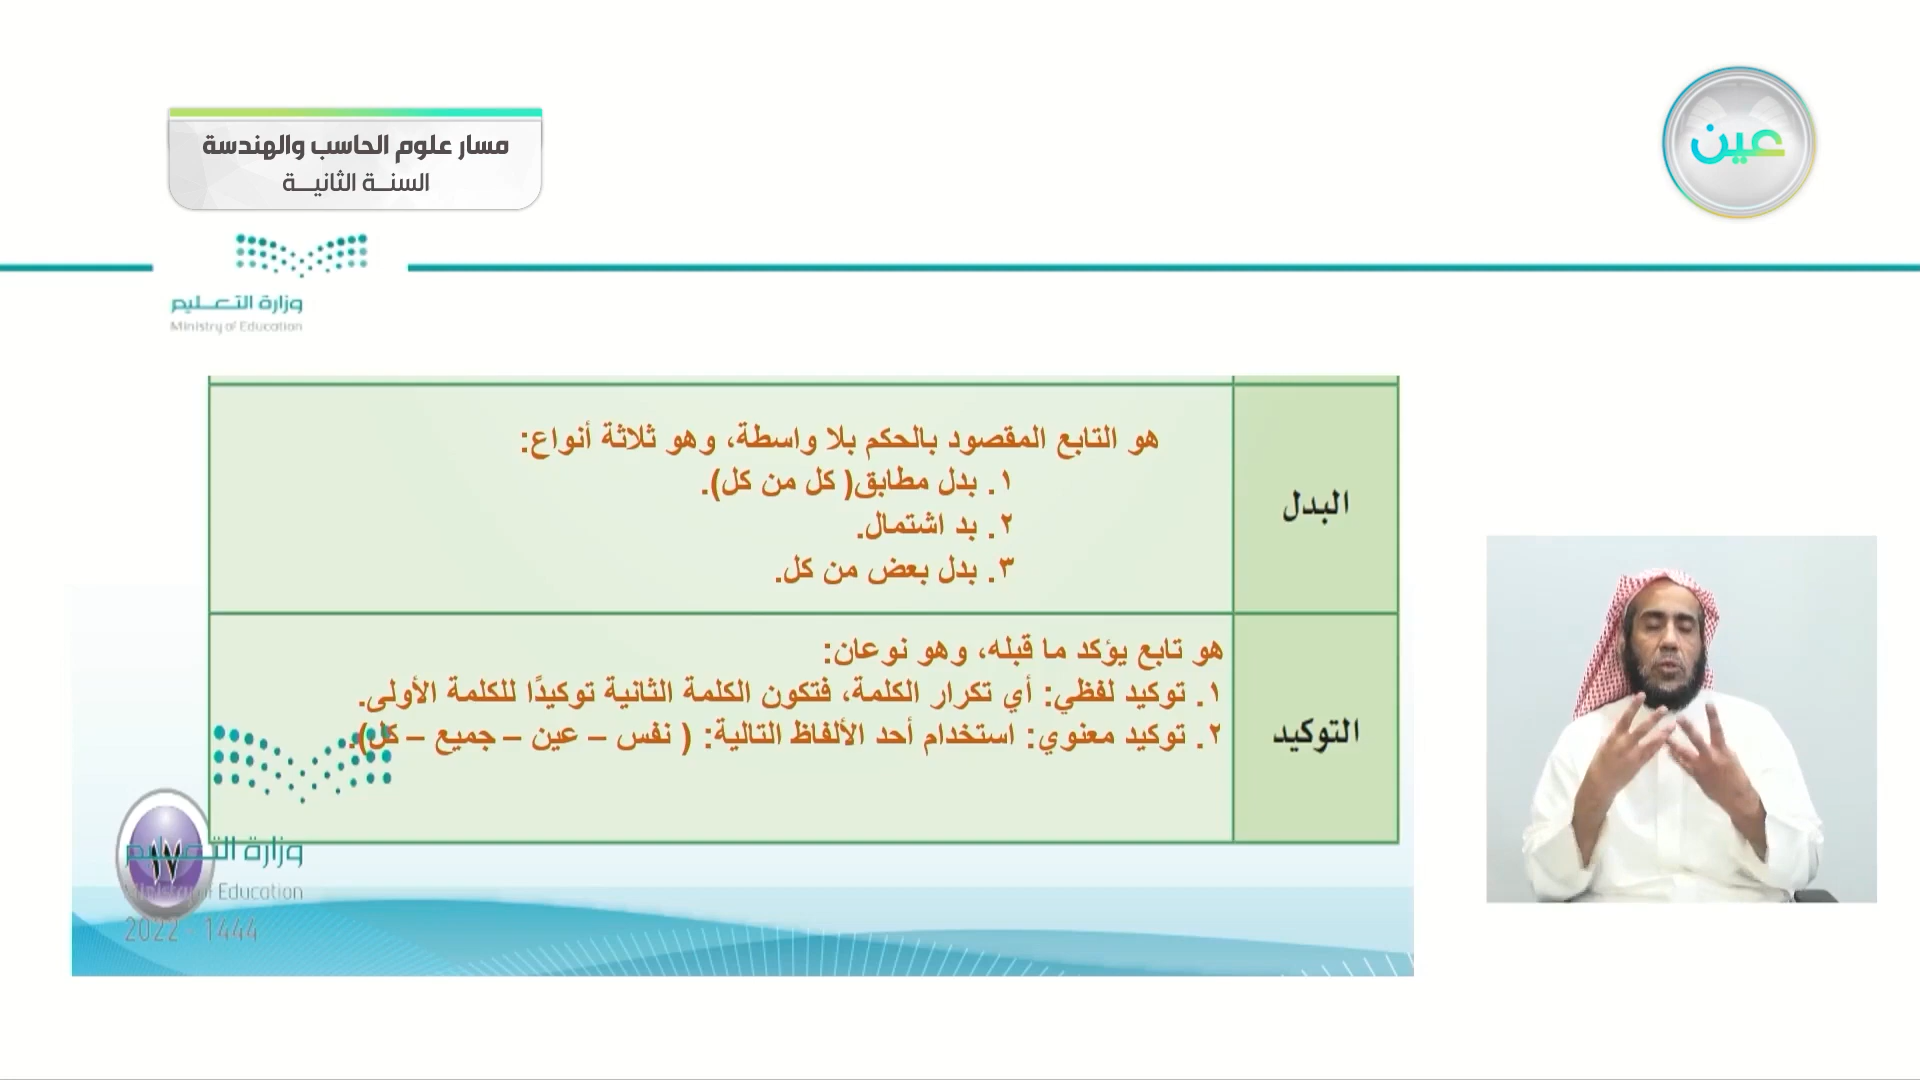 مسار علوم الحاسب والهندسة
السنــة الثانيــة
عين
وزارة التعليم
Ministry of Education
البدل
هو التابع المقصود بالحكم بلا واسطة، وهو ثلاثة أنواع:
١. بدل مطابق( كل من كل).
٢. بد اشتمال.
٣. بدل بعض من كل.
التوكيد
هو تابع يؤكد ما قبله، وهو نوعان:
١. توكيد لفظي: أي تكرار الكلمة، فتكون الكلمة الثانية توكيدًا للكلمة الأولى.
٢. توكيد معنوي: استخدام أحد الألفاظ التالية: ( نفس – عين – جميع – كل).
١٧
وزارة التعليم
Ministry of Education
2022 - 1444